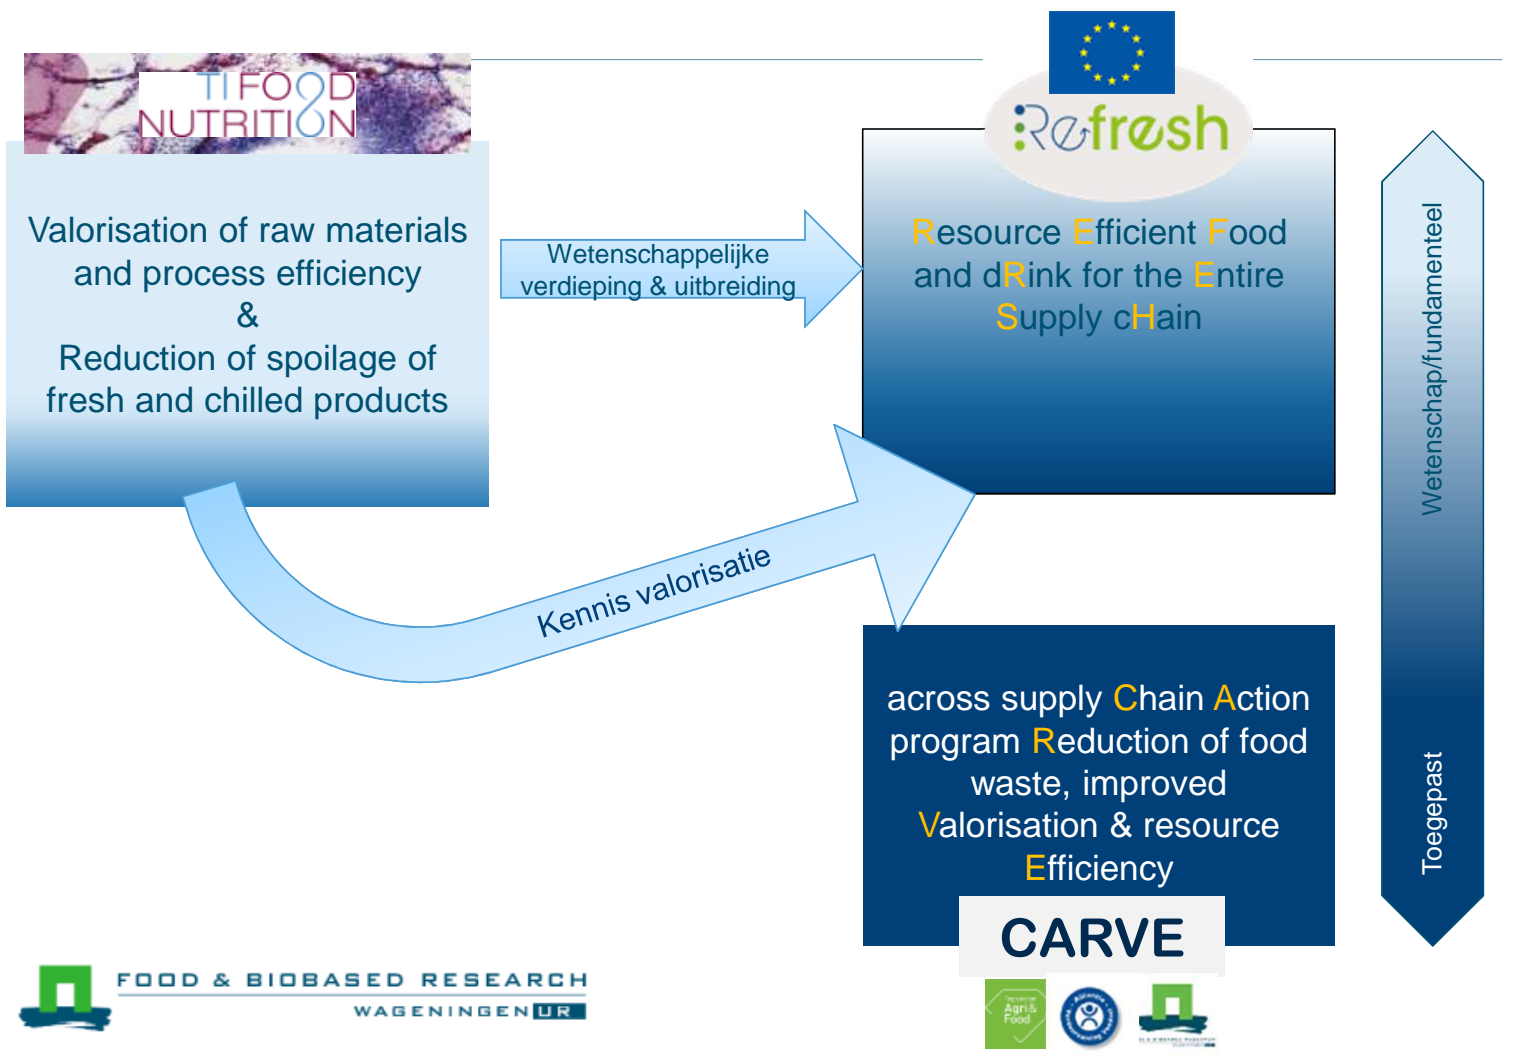 TI FOOD
NUTRITION
Valorisation of raw materials
and process efficiency
&
Reduction of spoilage of
fresh and chilled products
Wetenschappelijke
verdieping & uitbreiding
Refresh
Resource Efficient Food
and dRink for the Entire
Supply cHain
Kennis valorisatie
across supply Chain Action
program Reduction of food
waste, improved
Valorisation & resource
Efficiency
CARVE
Agri&
Food
Wetenschap/fundamenteel
Toegepast
FOOD & BIOBASED RESEARCH
WAGENINGEN UR